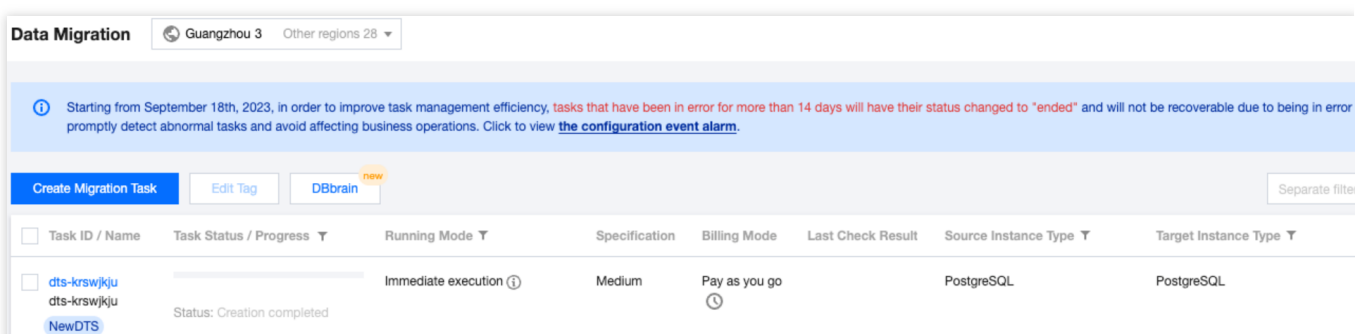 Data Migration Guangzhou 3 Other regions 28
Starting from September 18th, 2023, in order to improve task management efficiency, tasks that have been in error for more than 14 days will have their status changed to "ended" and will not be recoverable due to being in error
promptly detect abnormal tasks and avoid affecting business operations. Click to view the configuration event alarm.
new
Create Migration Task Edit Tag DBbrain Separate filte
Task ID / Name Task Status / Progress Running Mode Specification Billing Mode Last Check Result Source Instance Type Target Instance Type
dts-krswjkju Immediate execution Medium Pay as you go PostgreSQL PostgreSQL
dts-krswjkju
Status: Creation completed
NewDTS